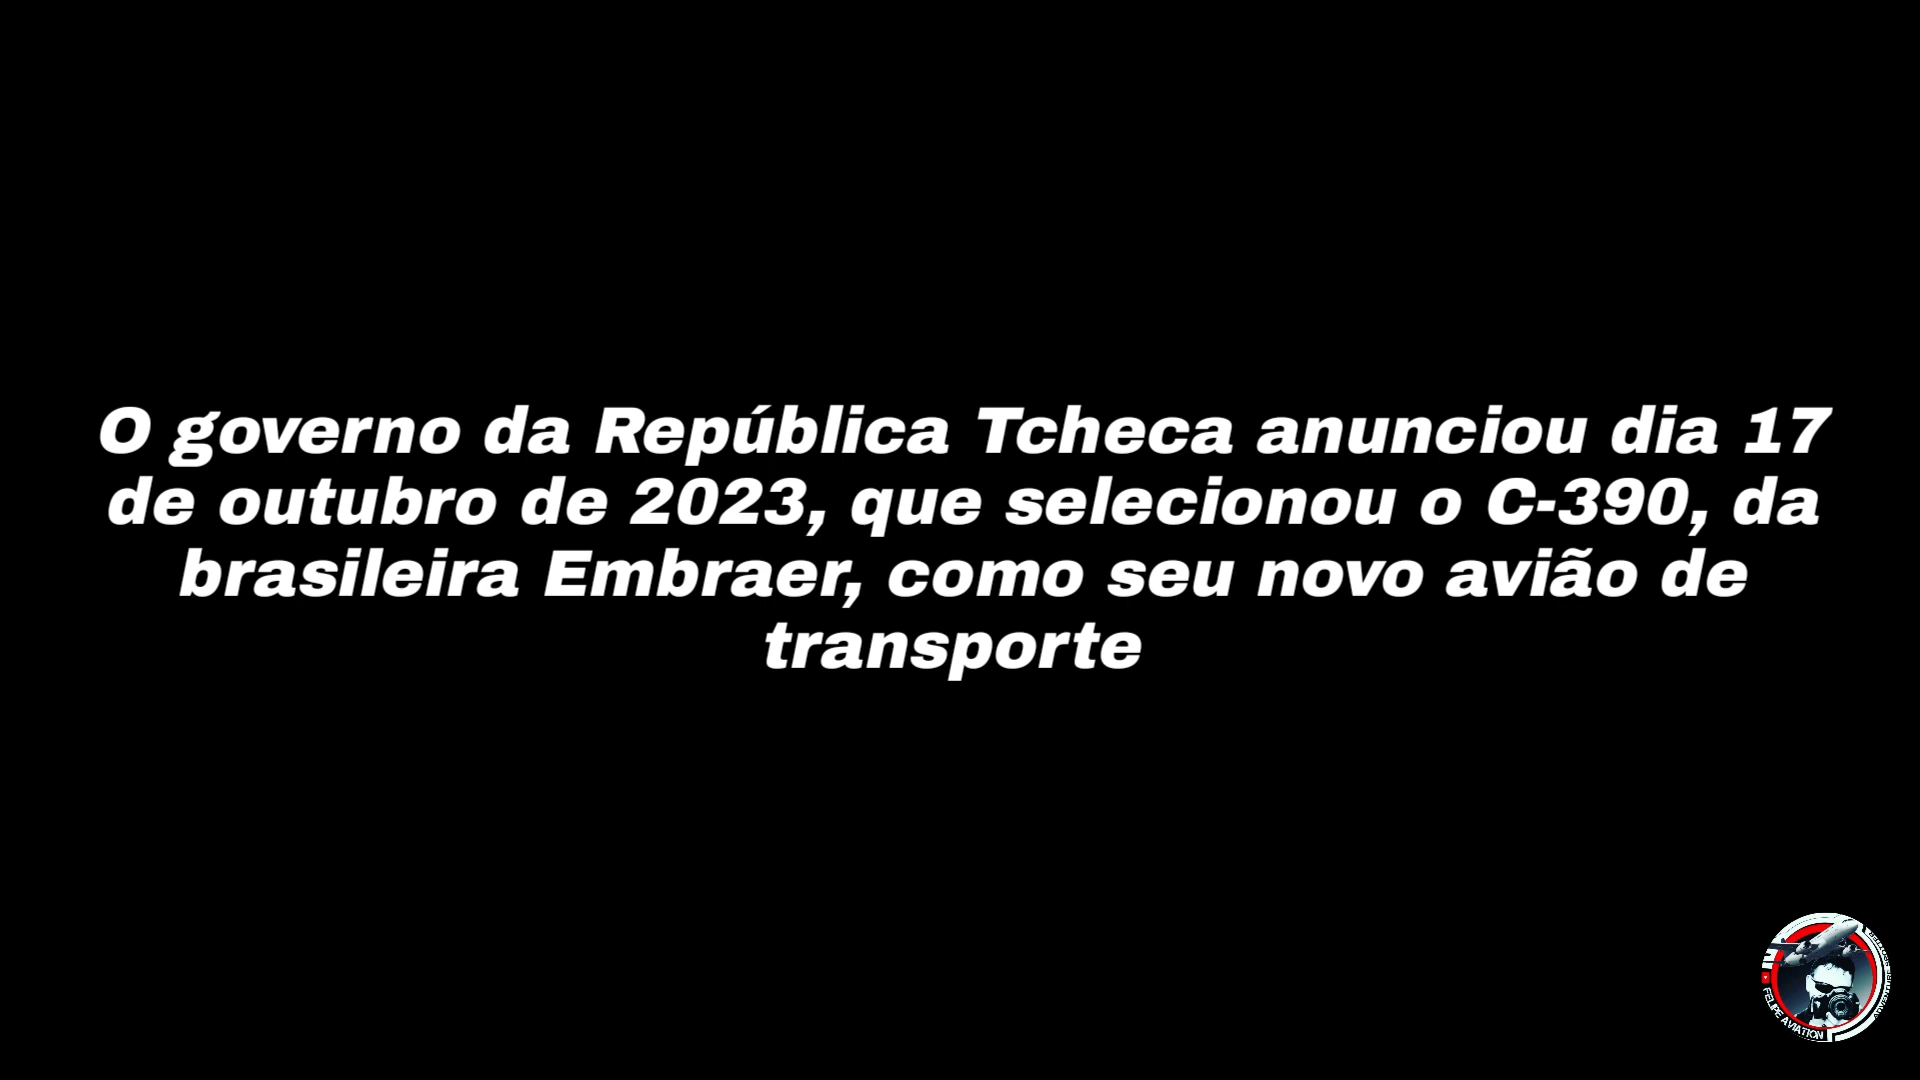 O governo da República Tcheca anunciou dia 17
de outubro de 2023, que selecionou o C-390, da
brasileira Embraer, como seu novo avião de
transporte
FELIPE AVIATION